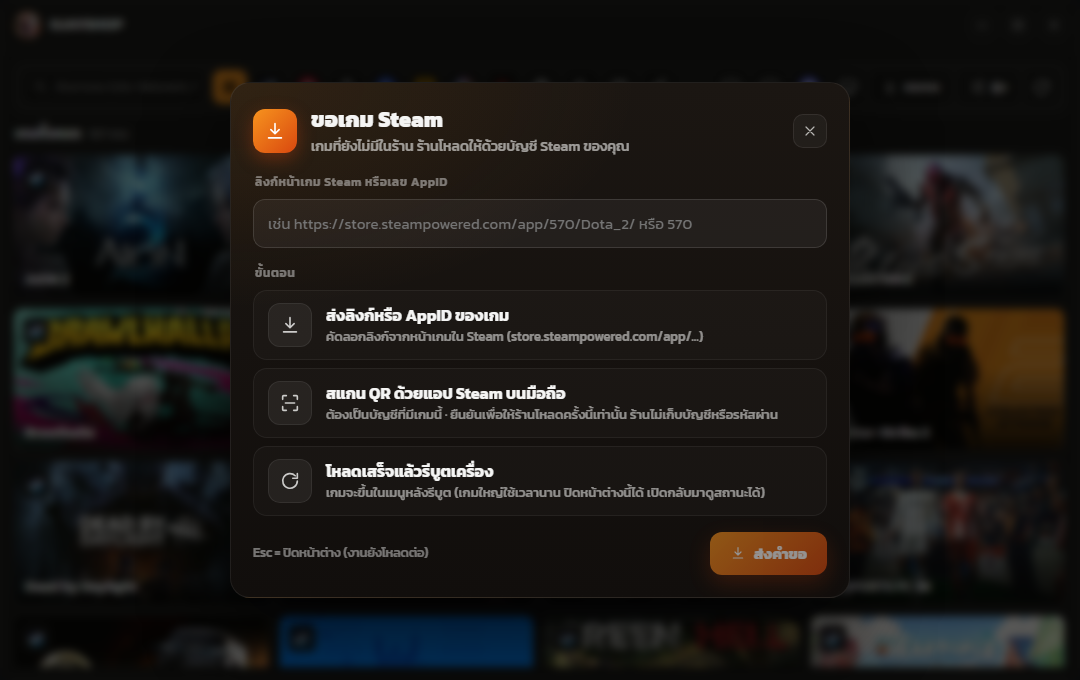 ขอเกม Steam
เกมที่ยังไม่มีในร้าน ร้านโหลดให้ด้วยบัญชี Steam ของคุณ
ลิงก์หน้าเกม Steam หรือเลข AppID
เช่น https://store.steampowered.com/app/570/Dota_2/ หรือ 570
ขั้นตอน
ส่งลิงก์หรือ AppID ของเกม
คัดลอกลิงก์จากหน้าเกมใน Steam (store.steampowered.com/app/...)
สแกน QR ด้วยแอป Steam บนมือถือ
ต้องเป็นบัญชีที่มีเกมนี้ · ยืนยันเพื่อให้ร้านโหลดครั้งนี้เท่านั้น ร้านไม่เก็บบัญชีหรือรหัสผ่าน
โหลดเสร็จแล้วรีบูตเครื่อง
เกมจะขึ้นในเมนูหลังรีบูต (เกมใหญ่ใช้เวลานาน ปิดหน้าต่างนี้ได้ เปิดกลับมาดูสถานะได้)
Esc = ปิดหน้าต่าง (งานยังโหลดต่อ)
ส่งคำขอ